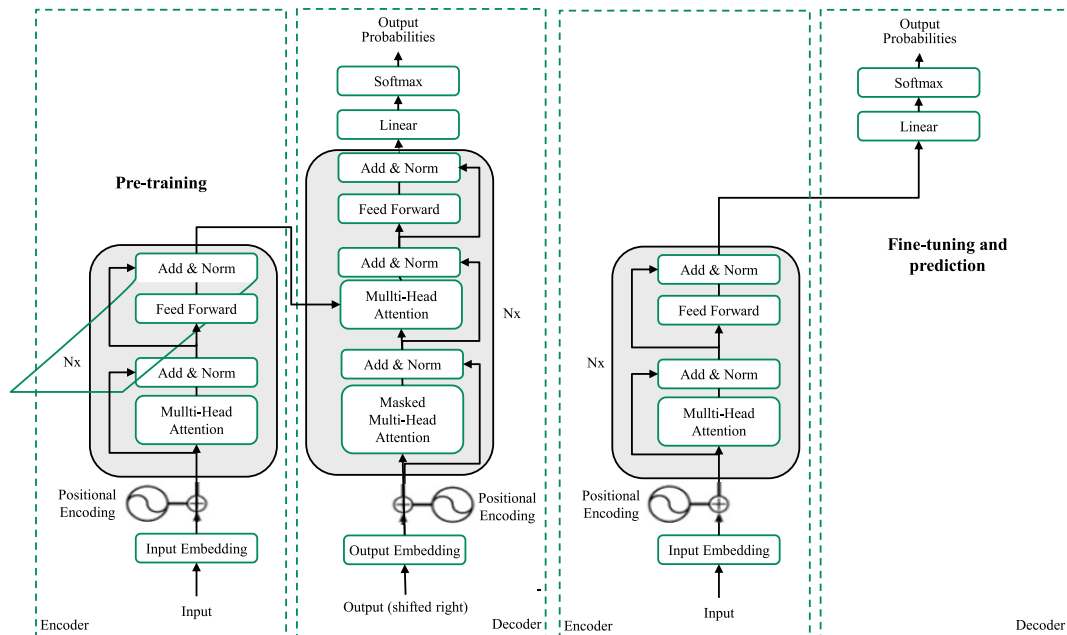 Pre-training
Add & Norm
Feed Forward
Nx
Add & Norm
Mullti-Head
Attention
Positional
Encoding
Input Embedding
Input
Encoder
Output
Probabilities
Softmax
Linear
Add & Norm
Feed Forward
Add & Norm
Mullti-Head
Attention
Nx
Add & Norm
Masked
Multi-Head
Attention
Positional
Encoding
Output Embedding
-
Output (shifted right)
Decoder
Add & Norm
Feed Forward
Nx
Add & Norm
Mullti-Head
Attention
Positional
Encoding
Input Embedding
Input
Encoder
Output
Probabilities
Softmax
Linear
Fine-tuning and
prediction
Decoder